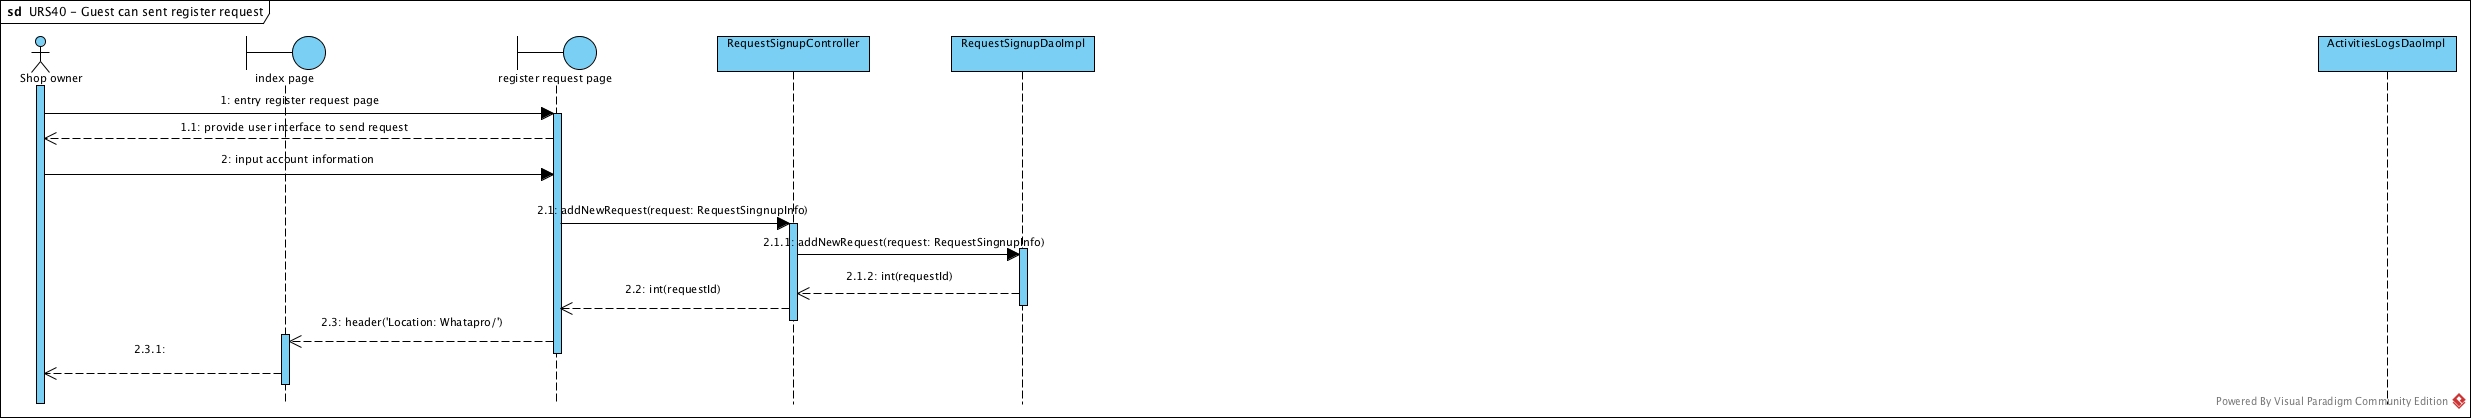 sd URS40 - Guest can sent register request
Shop owner
index page
register request page
RequestSignupController
RequestSignupDaoImpl
ActivitiesLogsDaoImpl
1: entry register request page
1.1: provide user interface to send request
2: input account information
2.1: addNewRequest(request: RequestSingnupInfo)
2.1.1: addNewRequest(request: RequestSingnupInfo)
2.1.2: int(requestId)
2.2: int(requestId)
2.3: header('Location: Whatapro/')
2.3.1:
Powered By Visual Paradigm Community Edition